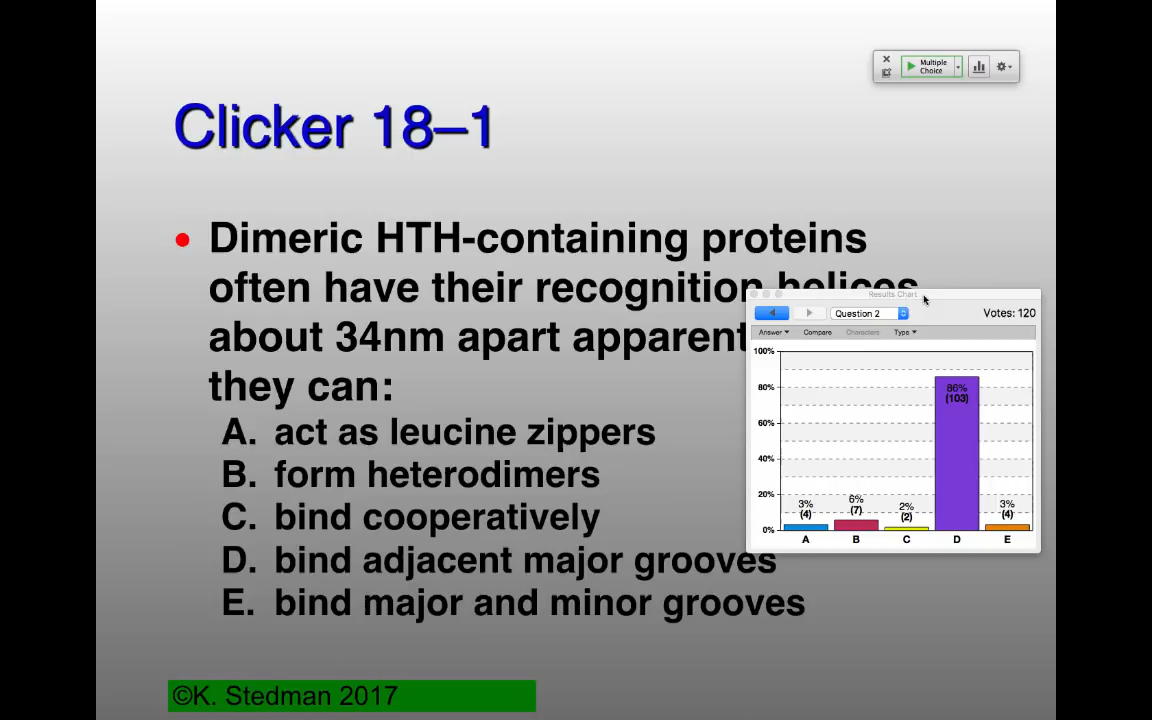 Multiple
Choice
Clicker 18–1
• Dimeric HTH-containing proteins
often have their recognition helices
about 34nm apart apparent
they can:
A. act as leucine zippers
B. form heterodimers
C. bind cooperatively
D. bind adjacent major grooves
E. bind major and minor grooves
Results Chart
Question 2
Votes: 120
Answer Compare Characters Type
100%
80%
60%
40%
20%
0%
3%
(4)
6%
(7)
2%
(2)
86%
(103)
3%
(4)
A B C D E
©K. Stedman 2017